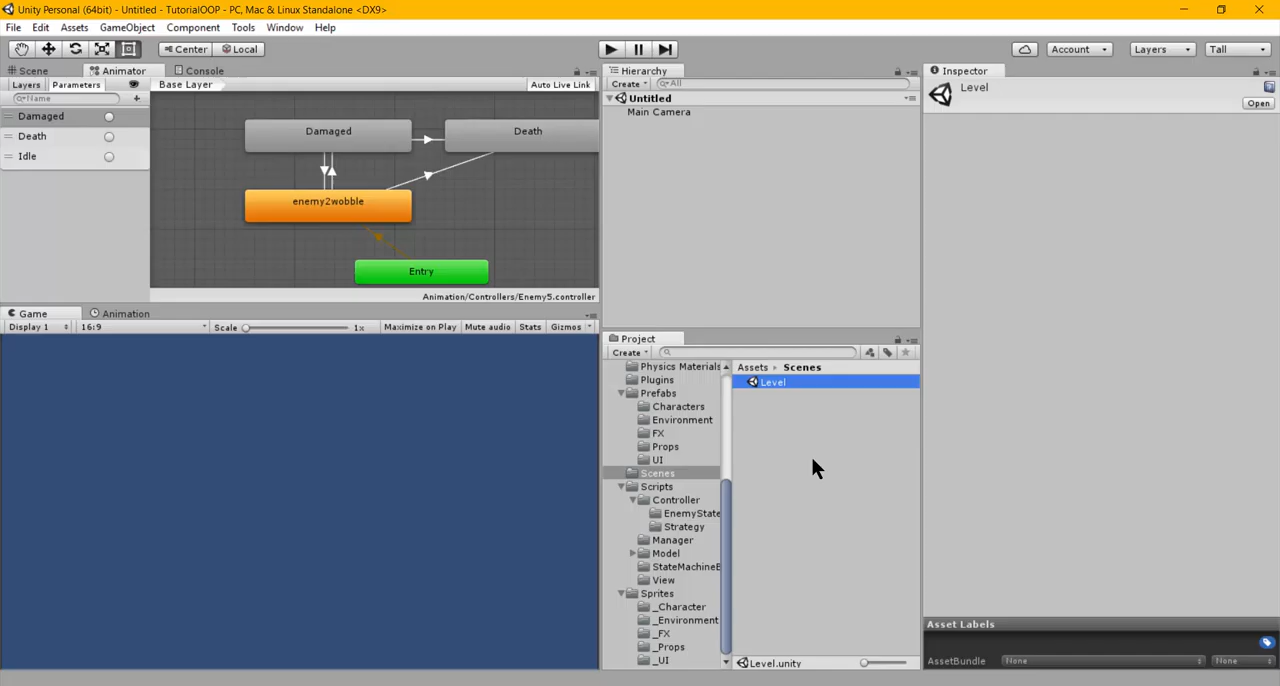 Unity Personal (64bit) - Untitled - TutorialOOP - PC, Mac & Linux Standalone <DX9>
File Edit Assets GameObject Component Tools Window Help
Center Local Account Layers Tall
Scene Animator Console
Layers Parameters Base Layer Auto Live Link
Name
Damaged
Death
Idle
Damaged Death
enemy2wobble
Entry
Animation/Controllers/Enemy5.controller
Game Animation
Display 1 16:9 Scale 1x Maximize on Play Mute audio Stats Gizmos
Hierarchy
Create All
Untitled
Main Camera
Project
Create
Physics Materials
Plugins
Prefabs
Characters
Environment
FX
Props
UI
Scenes
Scripts
Controller
EnemyState
Strategy
Manager
Model
StateMachineB
View
Sprites
_Character
_Environment
_FX
_Props
_UI
Assets Scenes
Level
Level.unity
Inspector
Level
Open
Asset Labels
AssetBundle None None